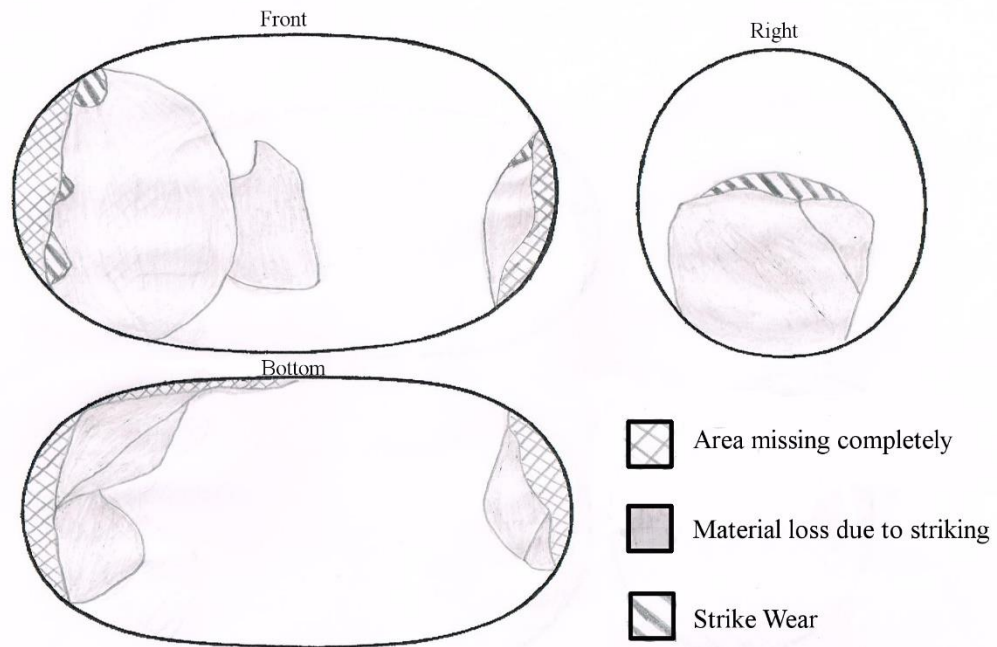 Front
Right
Bottom
Area missing completely
Material loss due to striking
Strike Wear